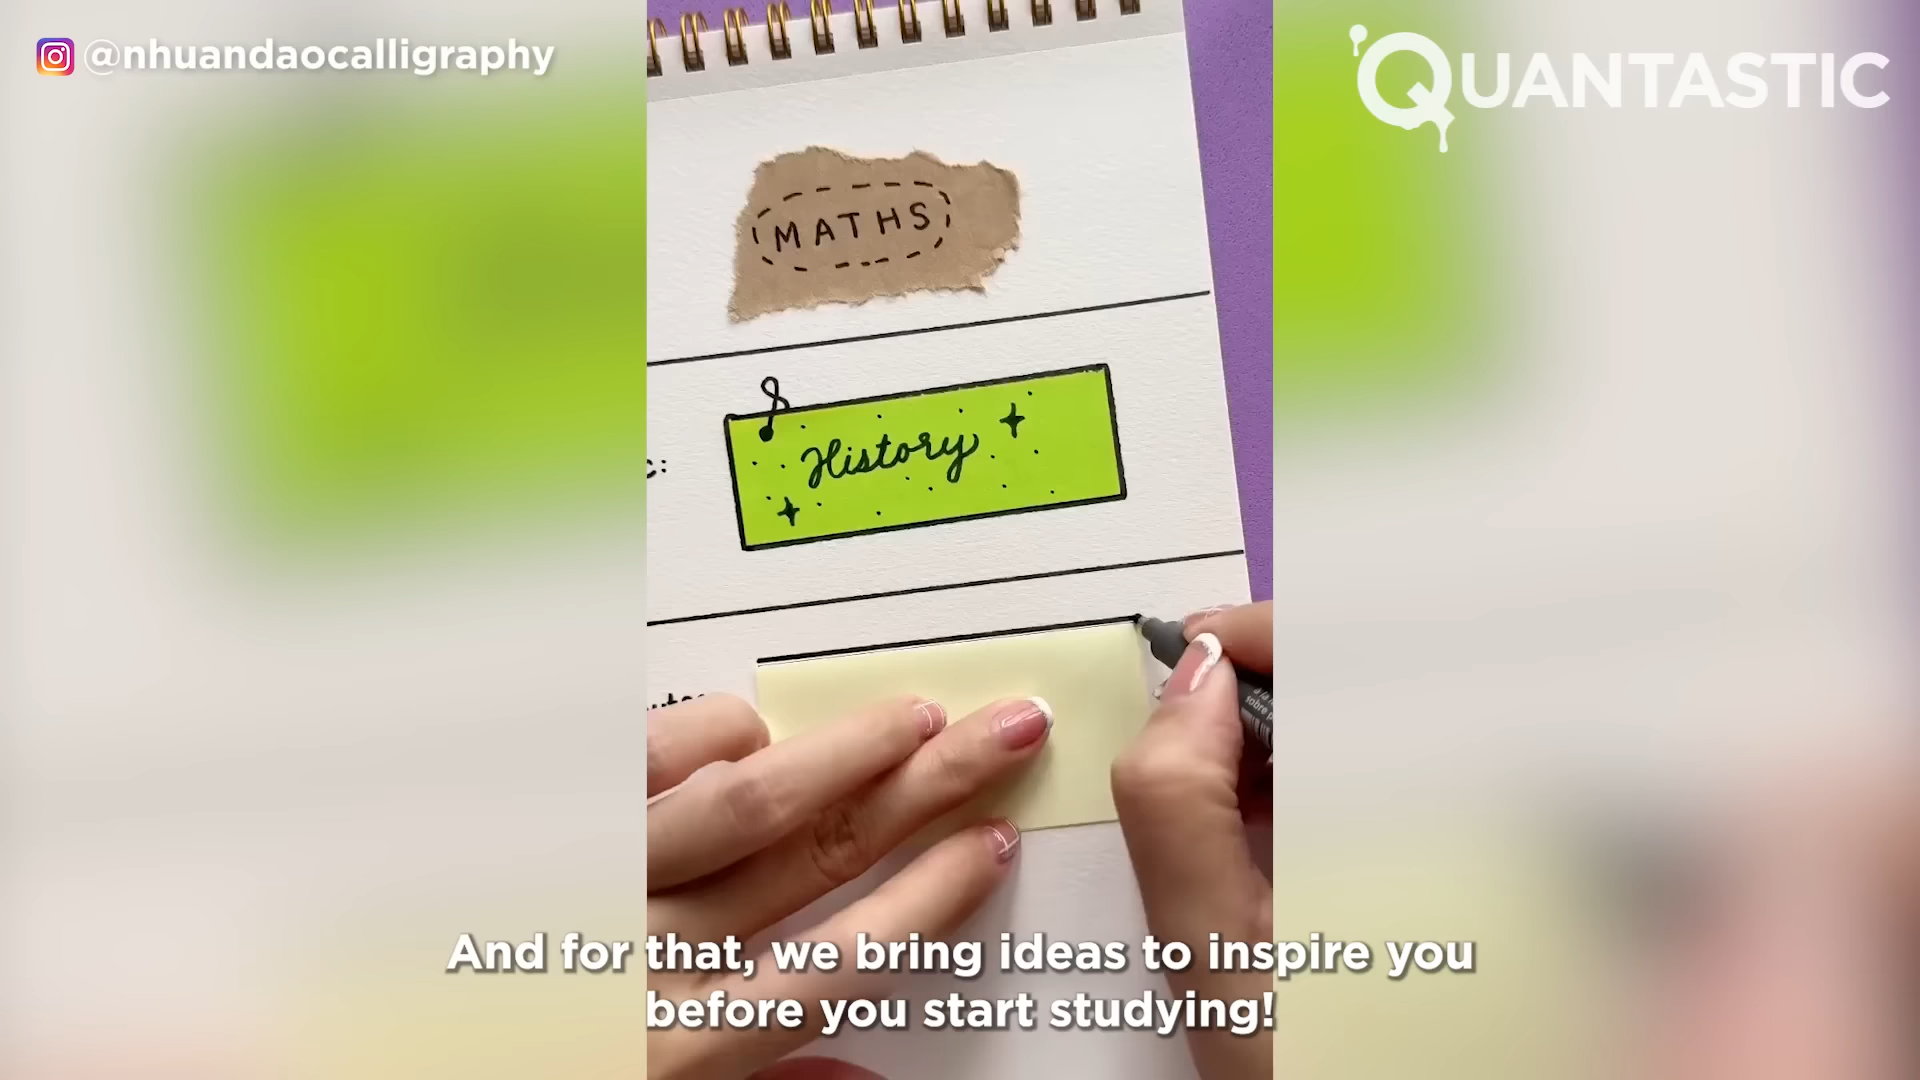 @nhuandaocalligraphy
QUANTASTIC
MATHS
History
And for that, we bring ideas to inspire you
before you start studying!